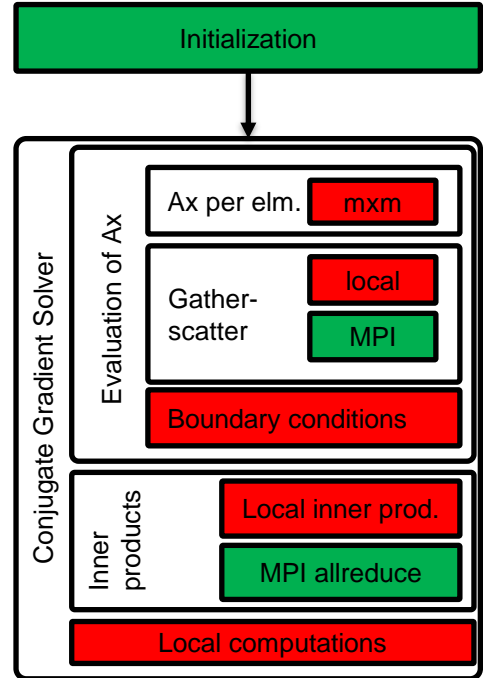 Initialization
Conjugate Gradient Solver
Evaluation of Ax
Ax per elm.
mxm
Gather-
scatter
local
MPI
Boundary conditions
Inner
products
Local inner prod.
MPI allreduce
Local computations